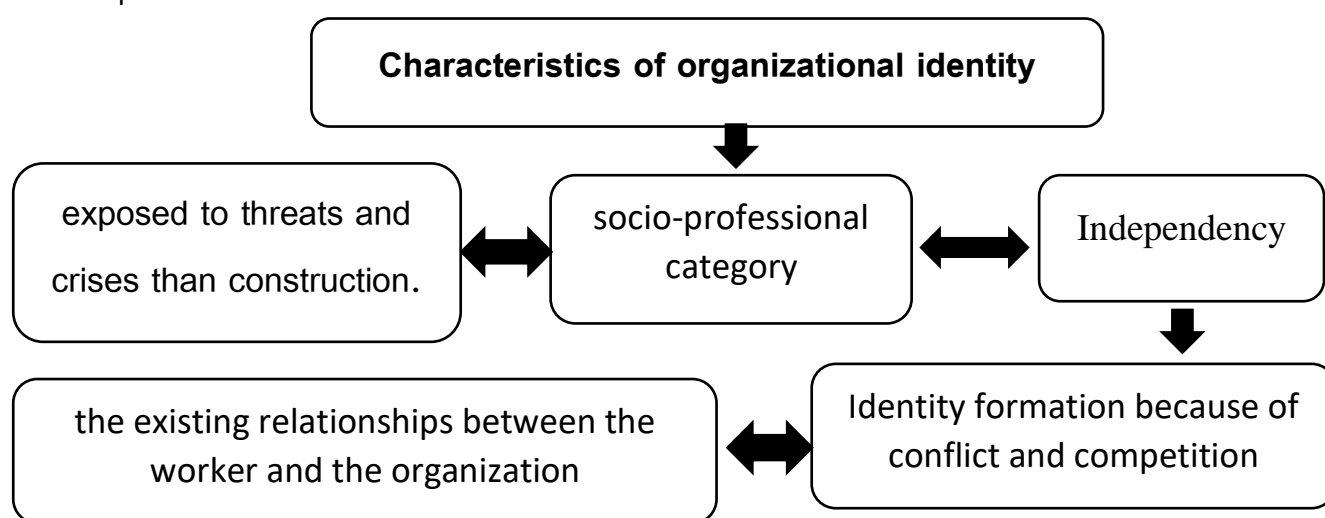 Characteristics of organizational identity
exposed to threats and
crises than construction.
socio-professional
category
Independency
the existing relationships between the
worker and the organization
Identity formation because of
conflict and competition